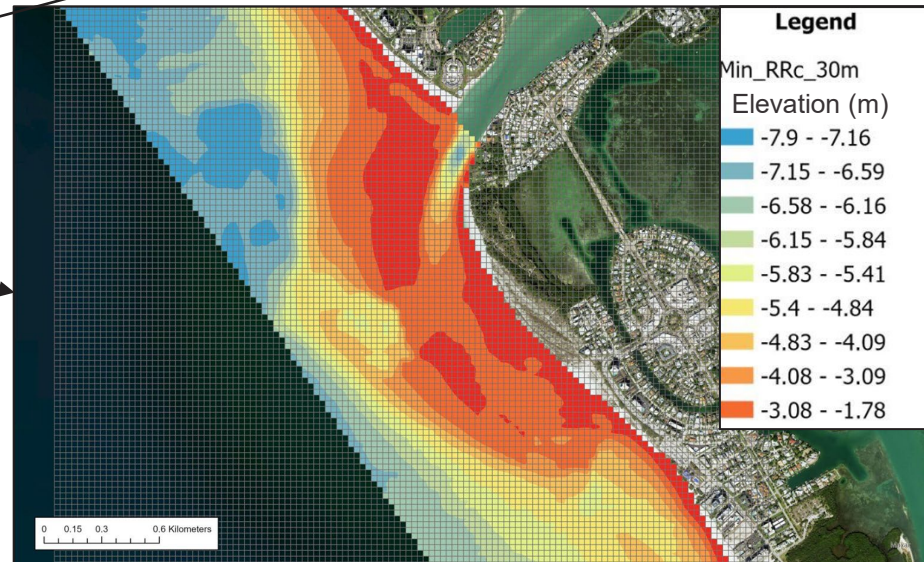 Legend
Min_RRc_30m
Elevation (m)
-7.9 - -7.16
-7.15 - -6.59
-6.58 - -6.16
-6.15 - -5.84
-5.83 - -5.41
-5.4 - -4.84
-4.83 - -4.09
-4.08 - -3.09
-3.08 - -1.78
0 0.15 0.3 0.6 Kilometers